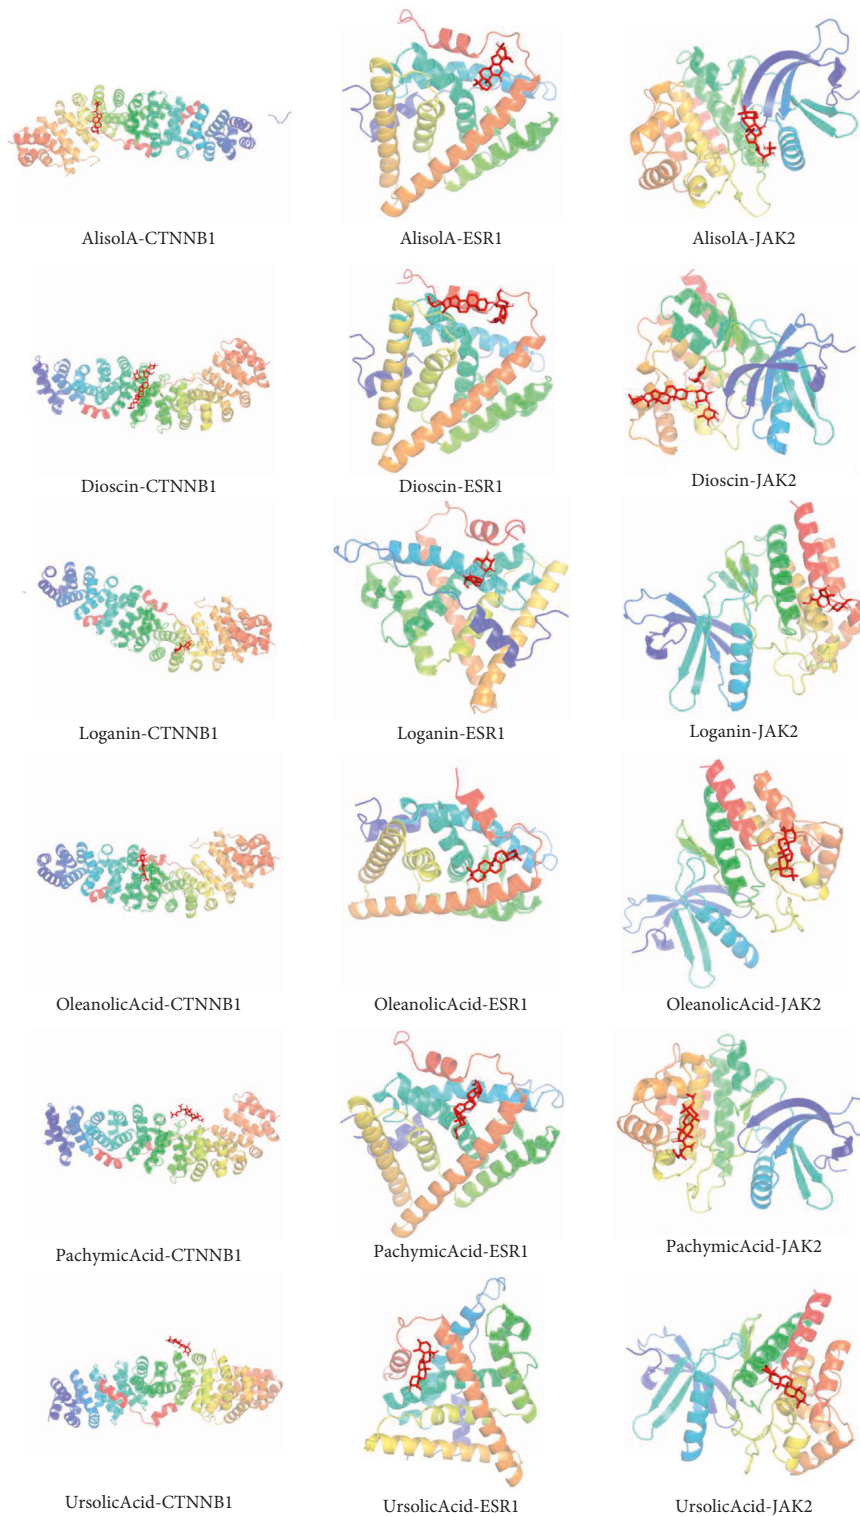 AlisolA-CTNNB1
AlisolA-ESR1
AlisolA-JAK2
Dioscin-CTNNB1
Dioscin-ESR1
Dioscin-JAK2
Loganin-CTNNB1
Loganin-ESR1
Loganin-JAK2
OleanolicAcid-CTNNB1
OleanolicAcid-ESR1
OleanolicAcid-JAK2
PachymicAcid-CTNNB1
PachymicAcid-ESR1
PachymicAcid-JAK2
UrsolicAcid-CTNNB1
UrsolicAcid-ESR1
UrsolicAcid-JAK2